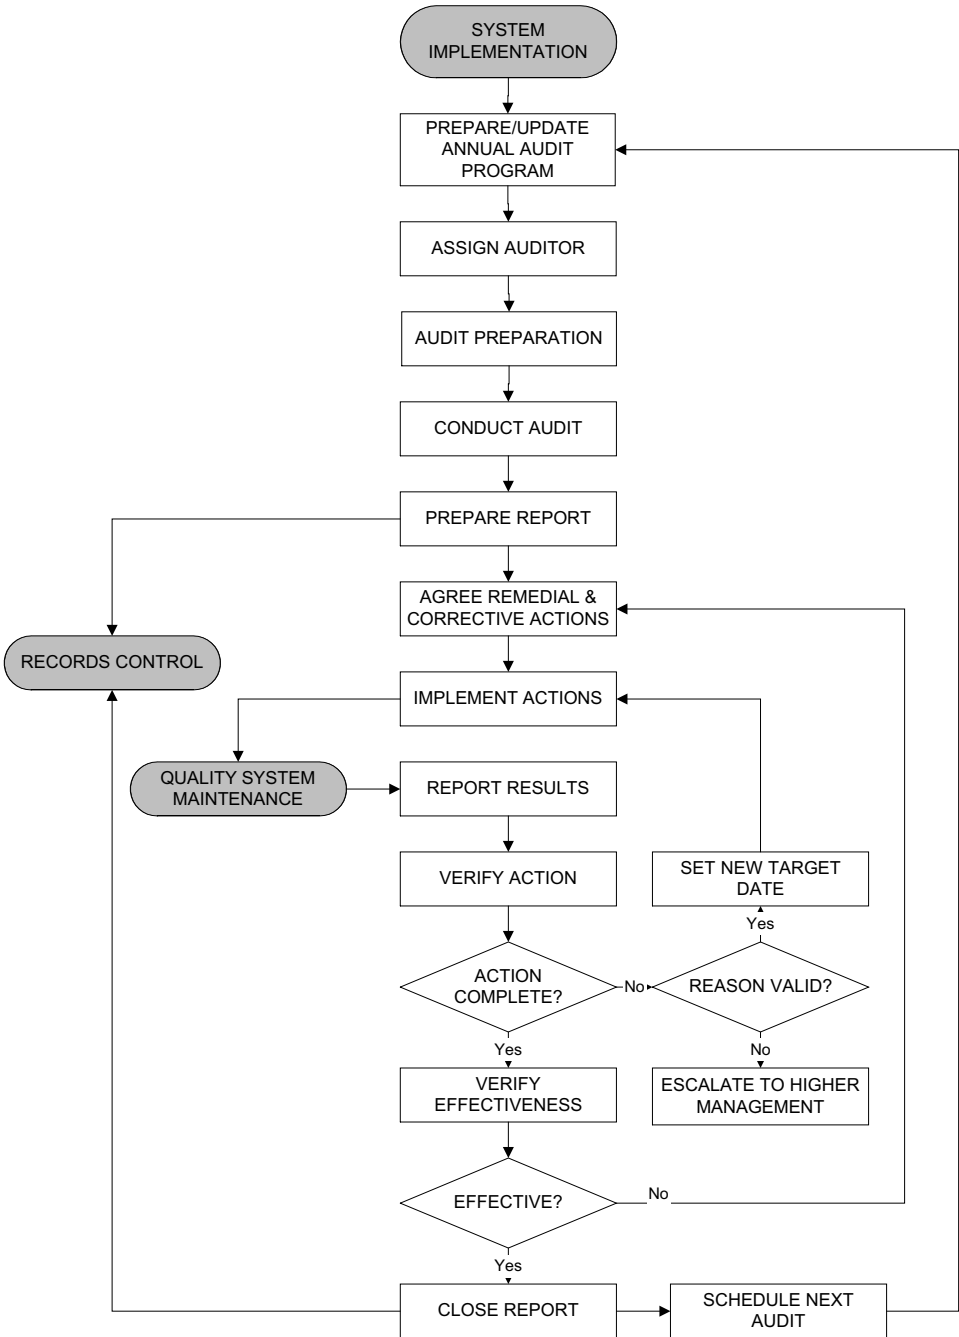 SYSTEM
IMPLEMENTATION
PREPARE/UPDATE
ANNUAL AUDIT
PROGRAM
ASSIGN AUDITOR
AUDIT PREPARATION
CONDUCT AUDIT
PREPARE REPORT
AGREE REMEDIAL &
CORRECTIVE ACTIONS
RECORDS CONTROL
IMPLEMENT ACTIONS
QUALITY SYSTEM
MAINTENANCE
REPORT RESULTS
VERIFY ACTION
SET NEW TARGET
DATE
Yes
ACTION
COMPLETE?
No
REASON VALID?
Yes
No
VERIFY
EFFECTIVENESS
ESCALATE TO HIGHER
MANAGEMENT
EFFECTIVE?
No
Yes
CLOSE REPORT
SCHEDULE NEXT
AUDIT